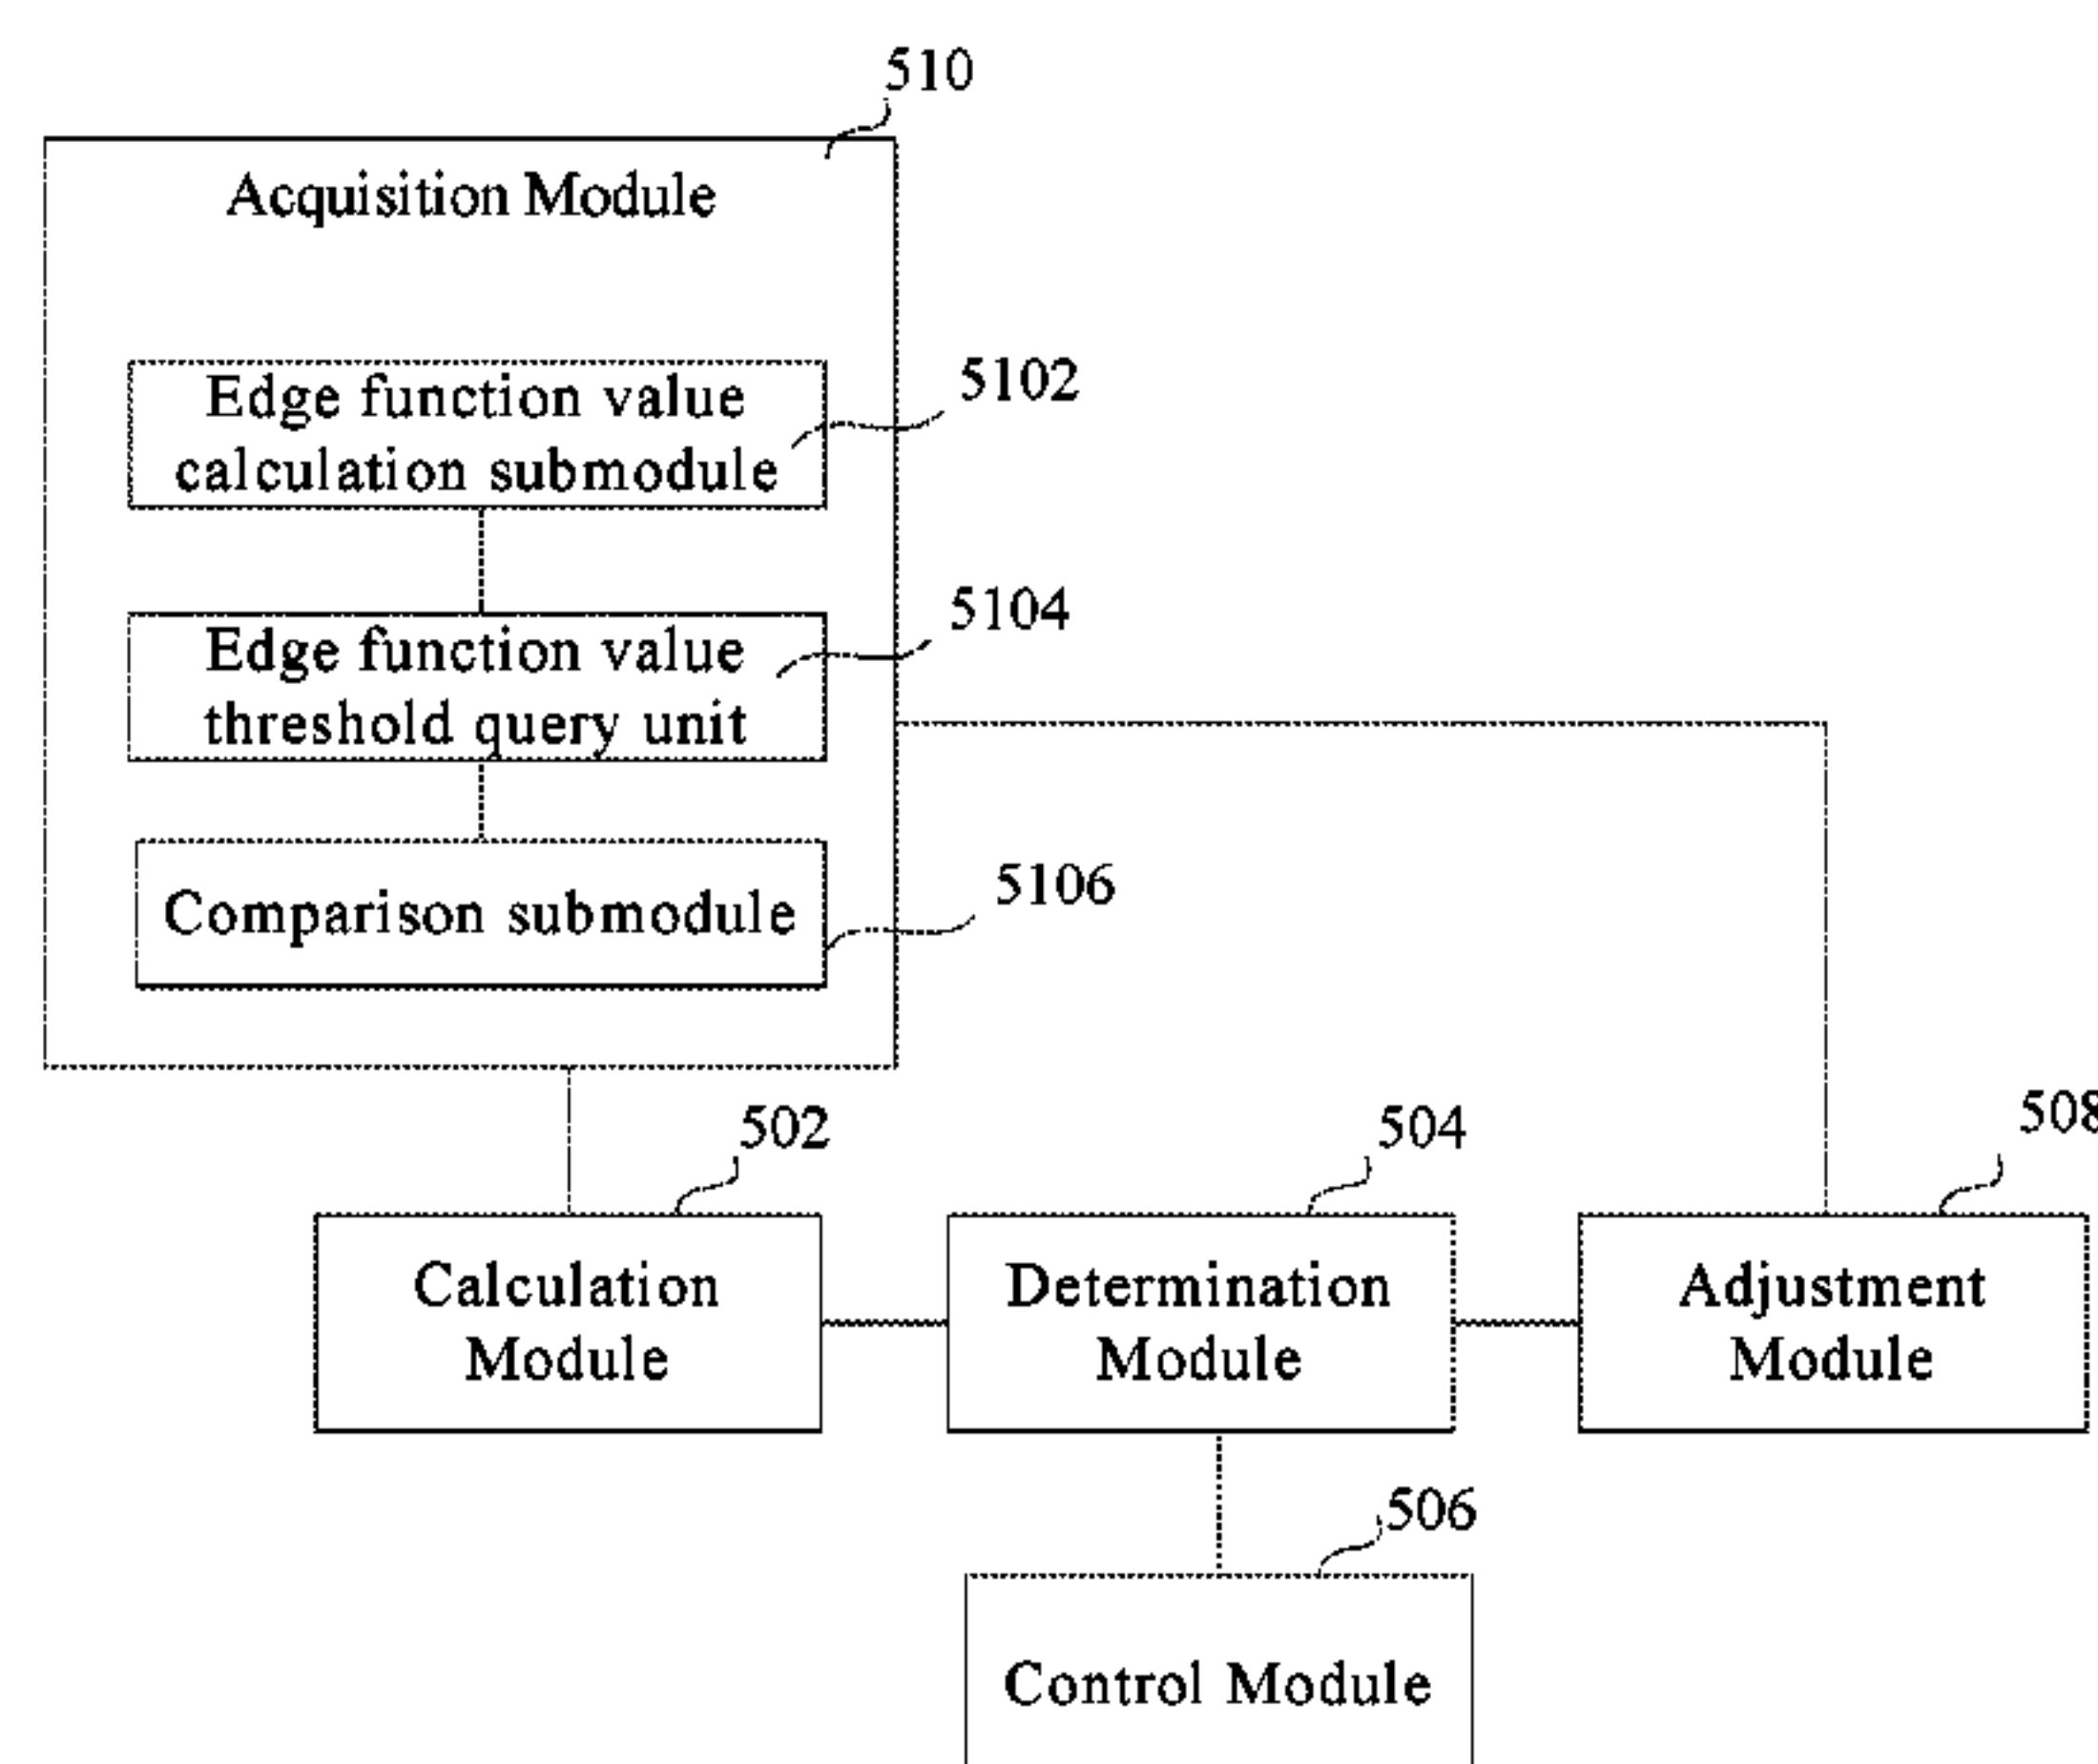 510
Acquisition Module
Edge function value
calculation submodule
5102
Edge function value
threshold query unit
5104
Comparison submodule
5106
502
504
508
Calculation
Module
Determination
Module
Adjustment
Module
506
Control Module